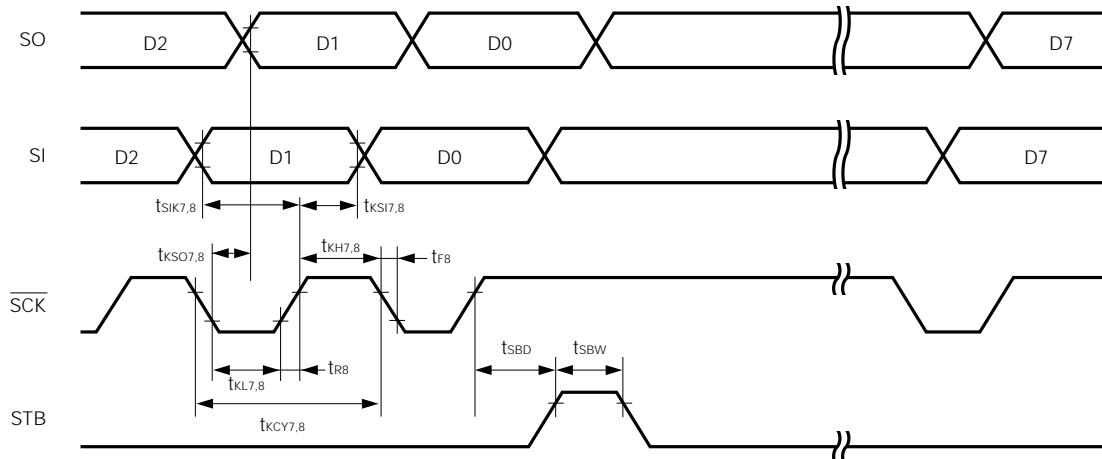 SO D2 D1 D0 D7
SI D2 D1 D0 D7
tSIK7,8 tKSI7,8
tKSO7,8 tKH7,8 tF8
SCK
tSBD tSBW
tKL7,8 tR8
STB
tKCY7,8